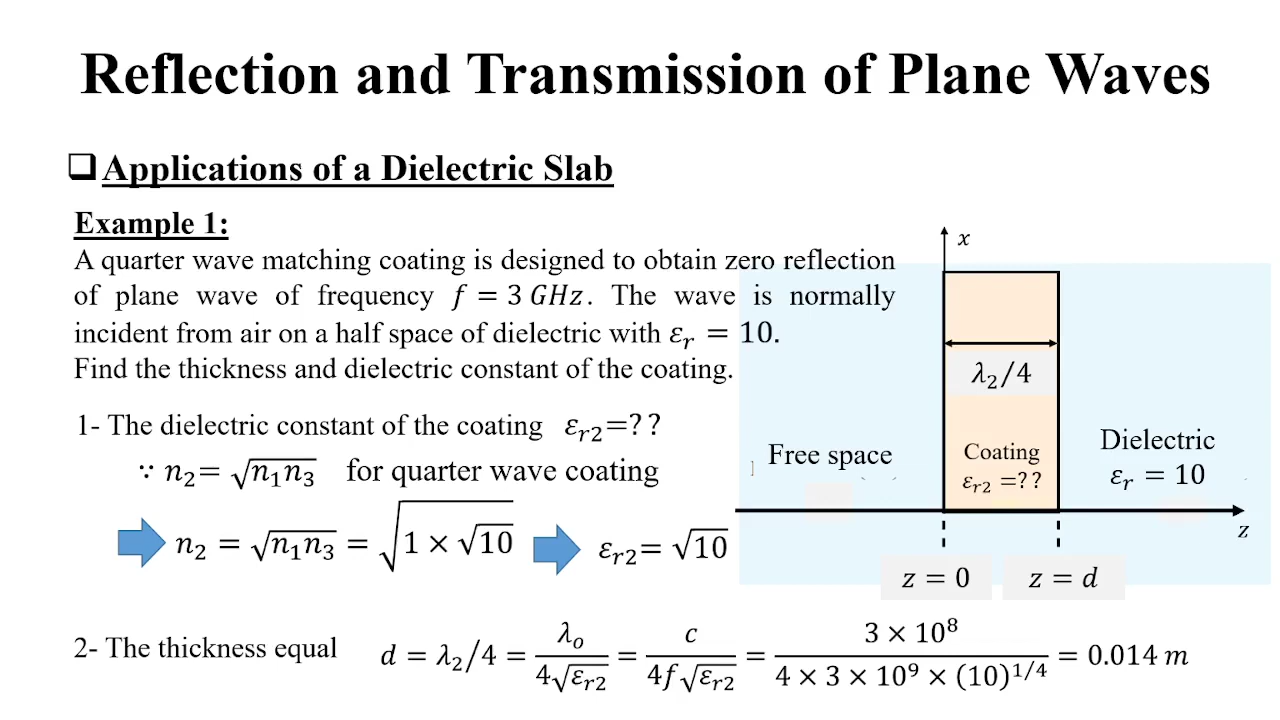 Reflection and Transmission of Plane Waves
❑ Applications of a Dielectric Slab
Example 1:
A quarter wave matching coating is designed to obtain zero reflection
of plane wave of frequency f = 3 GHz. The wave is normally
incident from air on a half space of dielectric with εr = 10.
Find the thickness and dielectric constant of the coating.
1- The dielectric constant of the coating εr2=??
∵ n2= √(n1n3) for quarter wave coating
n2 = √(n1n3) = √(1 × √10) εr2= √10
2- The thickness equal d = λ2/4 = λo/(4√εr2) = c/(4f√εr2) = (3 × 10⁸)/(4 × 3 × 10⁹ × (10)^1/4) = 0.014 m
x
λ2/4
Free space
Coating
εr2 =??
Dielectric
εr = 10
z
z = 0
z = d